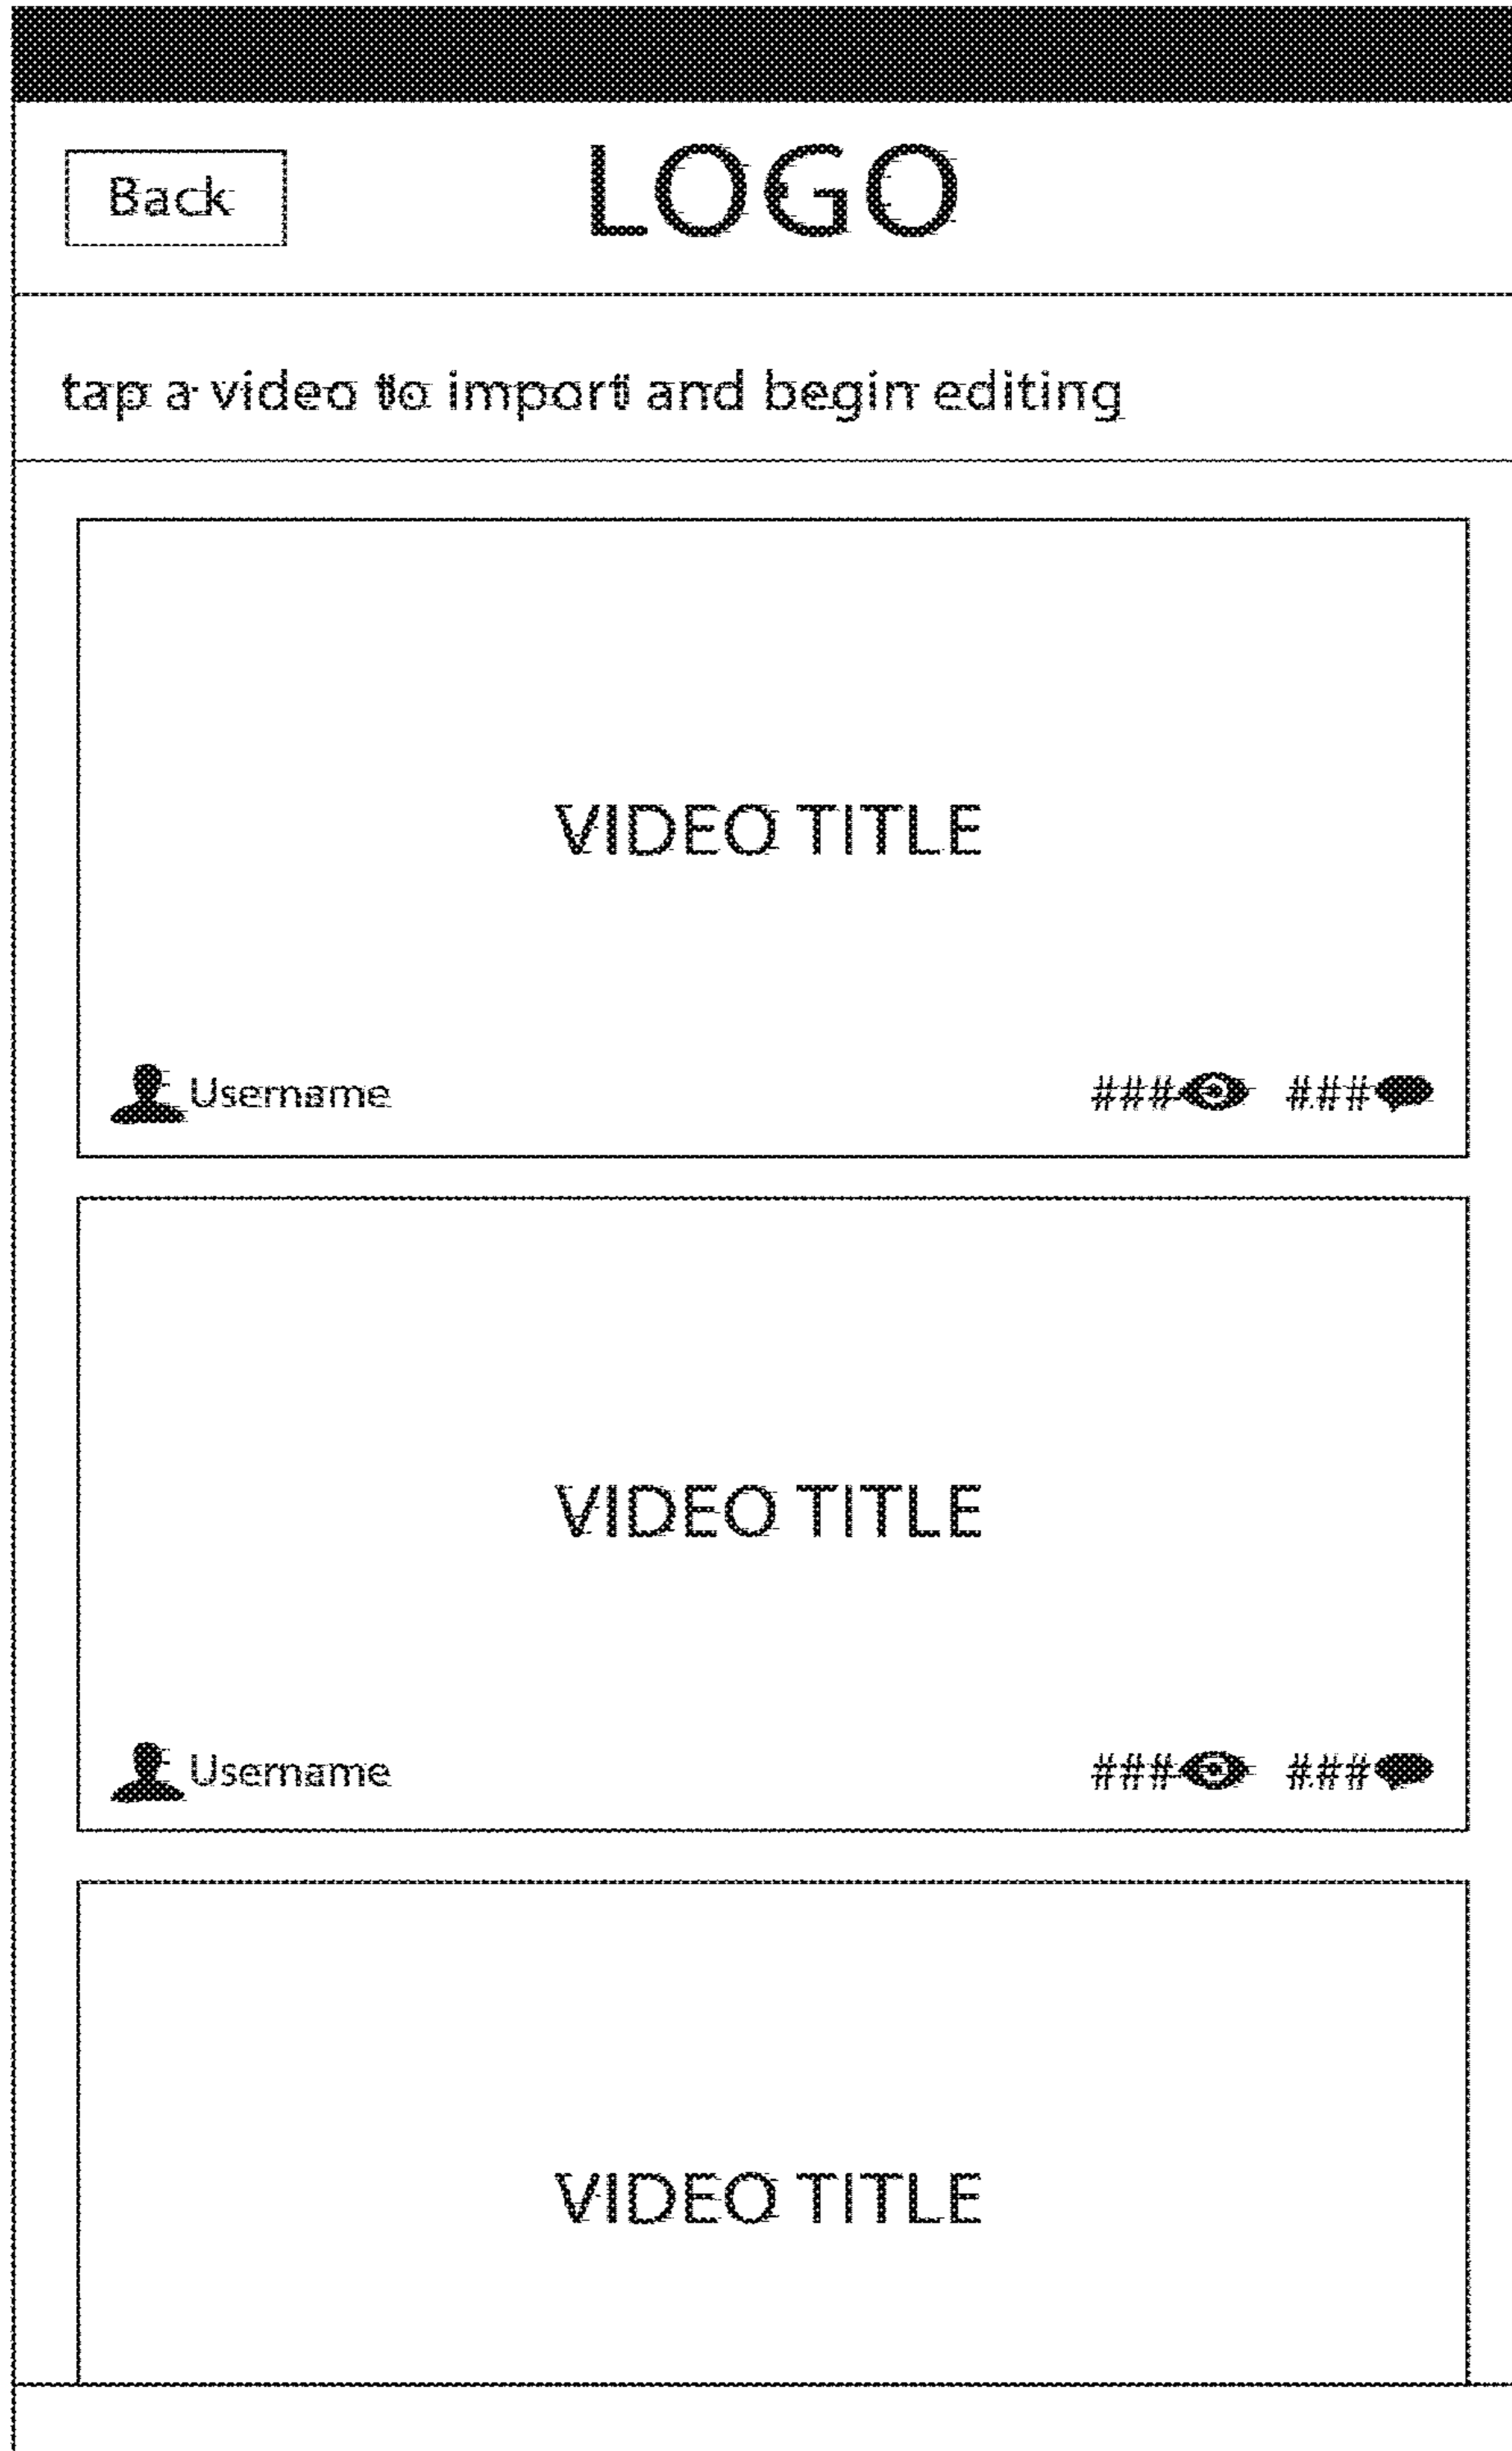 Back
LOGO
tap a video to import and begin editing
VIDEO TITLE
Username ### ###
VIDEO TITLE
Username ### ###
VIDEO TITLE